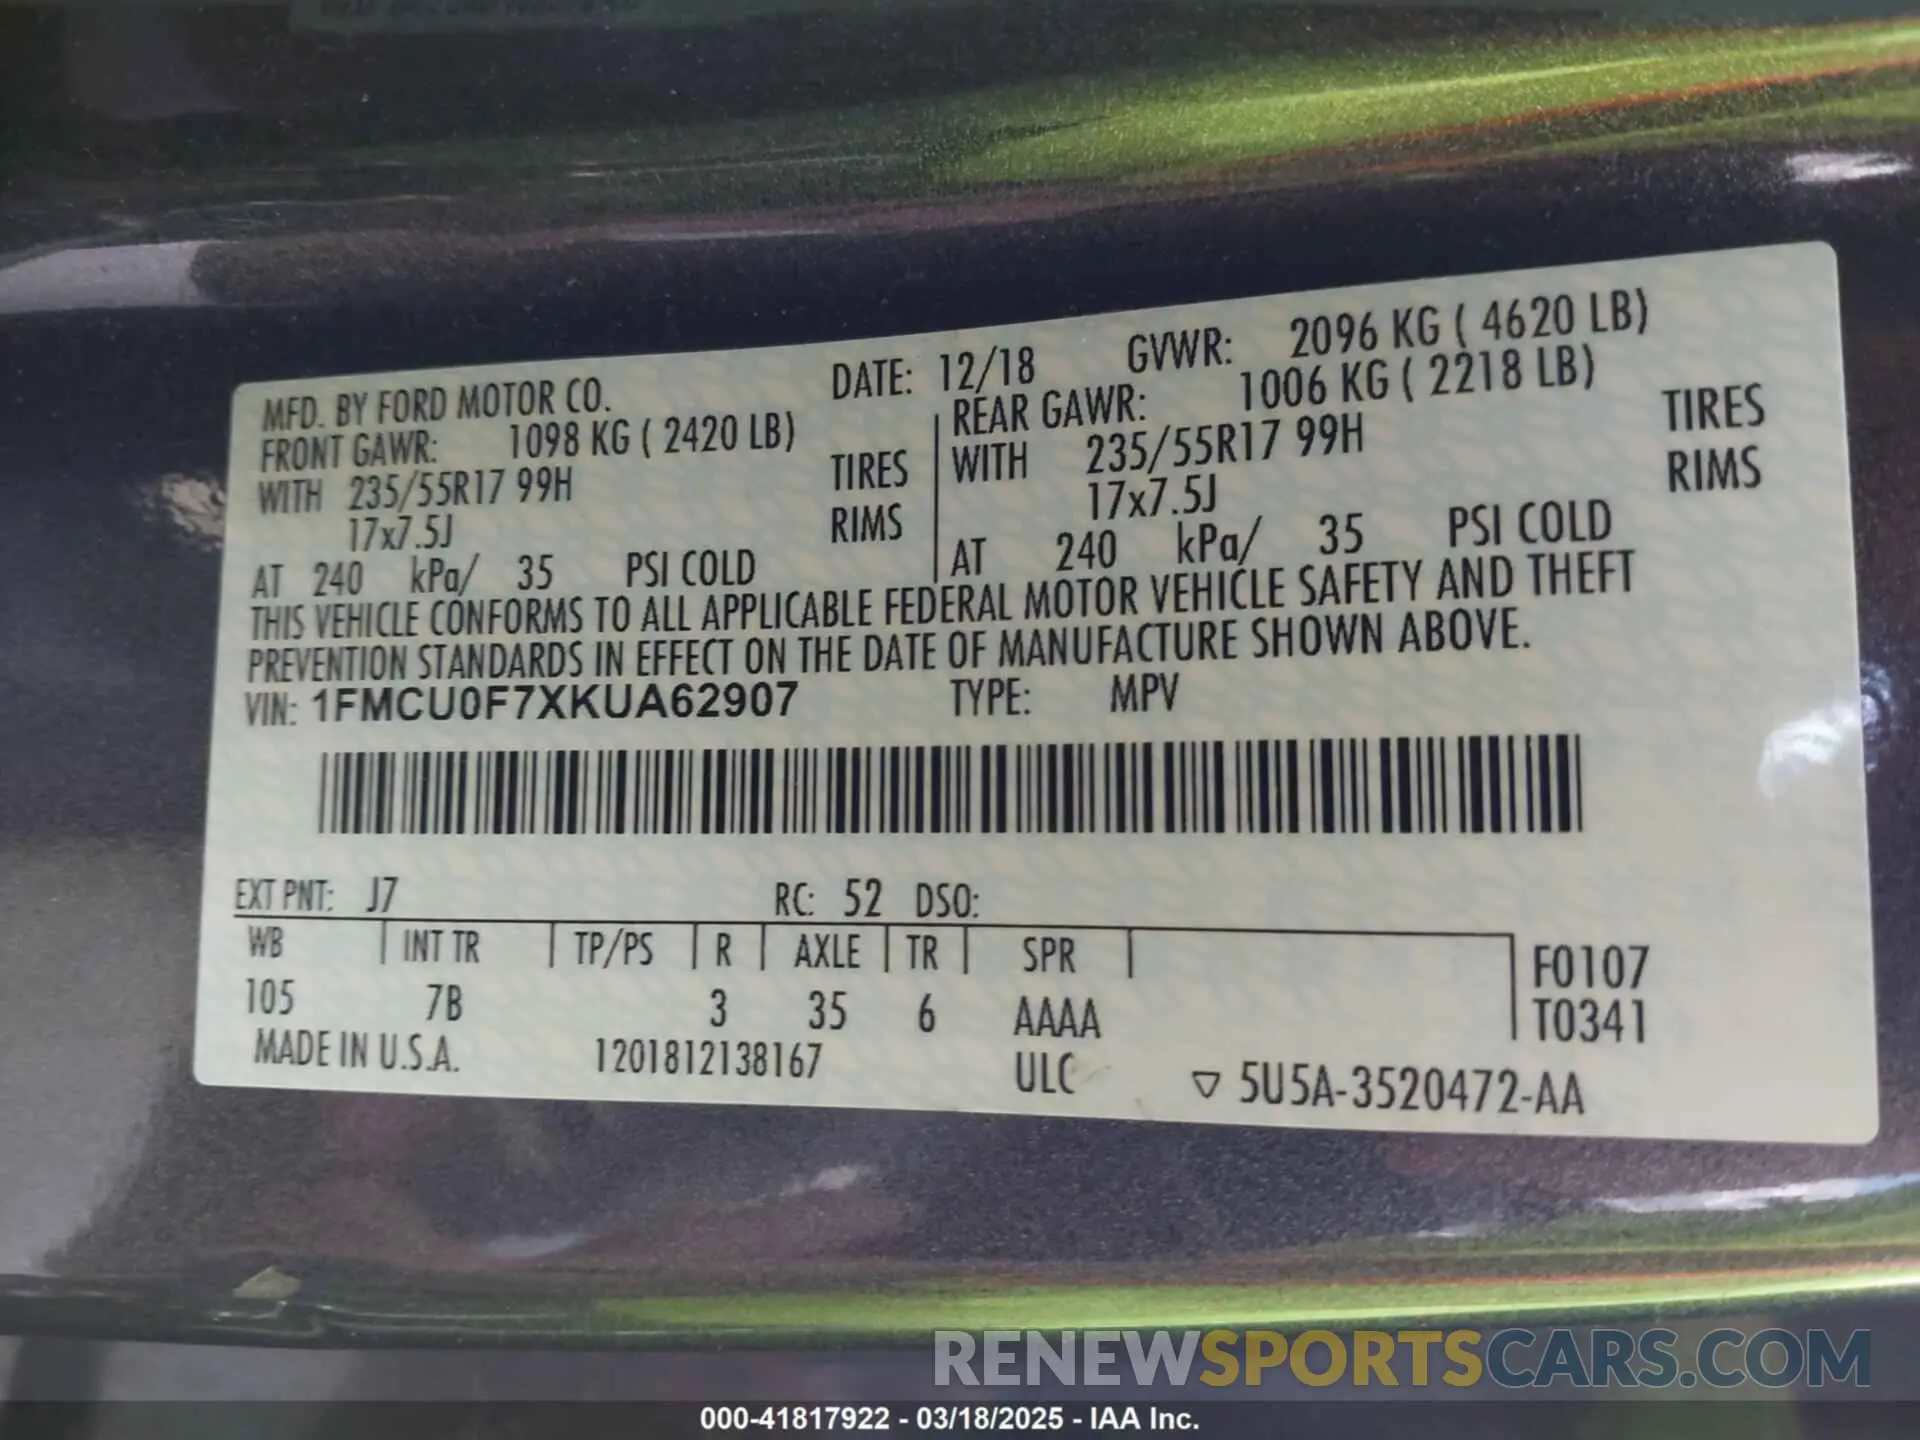 MFD. BY FORD MOTOR CO. DATE: 12/18 GVWR: 2096 KG ( 4620 LB)
FRONT GAWR: 1098 KG ( 2420 LB) REAR GAWR: 1006 KG ( 2218 LB)
WITH 235/55R17 99H TIRES WITH 235/55R17 99H TIRES
17x7.5J RIMS 17x7.5J RIMS
AT 240 kPa/ 35 PSI COLD AT 240 kPa/ 35 PSI COLD
THIS VEHICLE CONFORMS TO ALL APPLICABLE FEDERAL MOTOR VEHICLE SAFETY AND THEFT
PREVENTION STANDARDS IN EFFECT ON THE DATE OF MANUFACTURE SHOWN ABOVE.
VIN: 1FMCU0F7XKUA62907 TYPE: MPV
EXT PNT: J7 RC: 52 DSO:
WB INT TR TP/PS R AXLE TR SPR F0107
105 7B 3 35 6 AAAA T0341
MADE IN U.S.A. 1201812138167 ULC ▽ 5U5A-3520472-AA
RENEWSPORTSCARS.COM
000-41817922 - 03/18/2025 - IAA Inc.